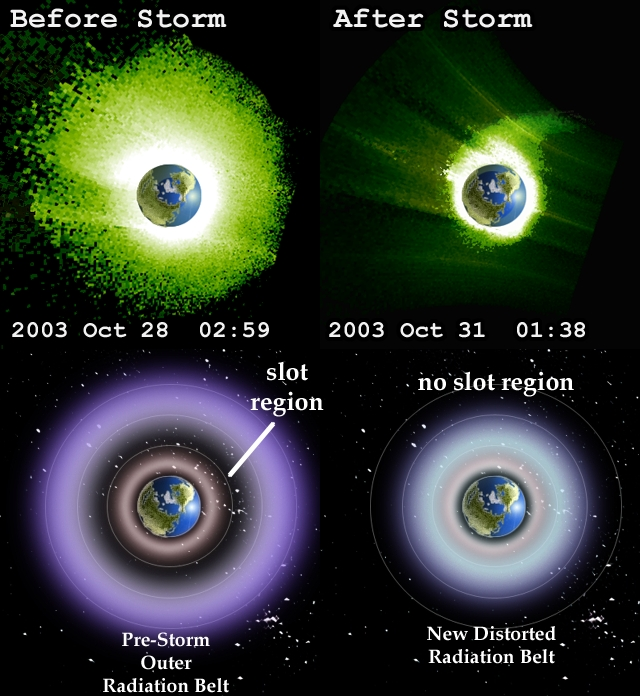 Before Storm
After Storm
2003 Oct 28  02:59
2003 Oct 31  01:38
slot
region
no slot region
Pre-Storm
Outer
Radiation Belt
New Distorted
Radiation Belt